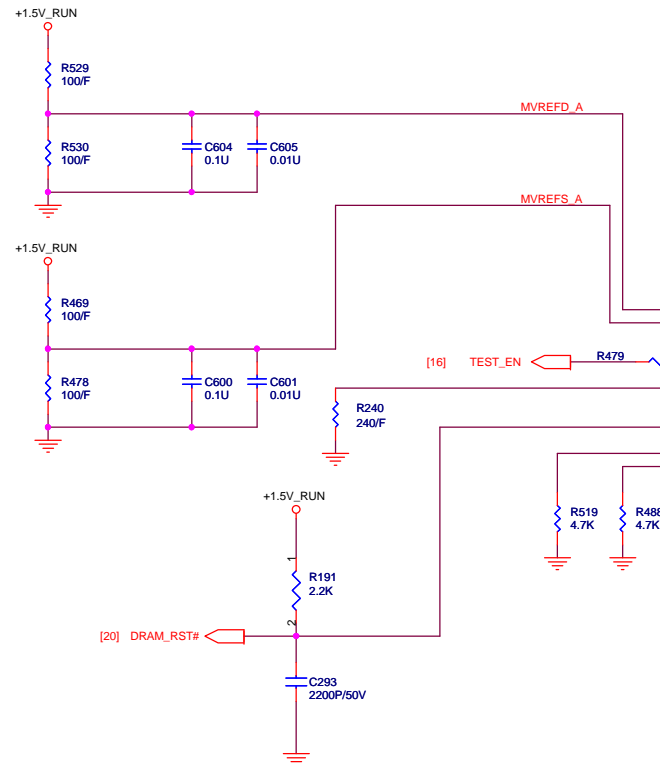 +1.5V_RUN
R529
100/F
MVREFD_A
R530
100/F
C604
0.1U
C605
0.01U
MVREFS_A
+1.5V_RUN
R469
100/F
[16] TEST_EN
R479
R478
100/F
C600
0.1U
C601
0.01U
R240
240/F
+1.5V_RUN
R519
4.7K
R488
4.7K
1
R191
2.2K
2
[20] DRAM_RST#
C293
2200P/50V